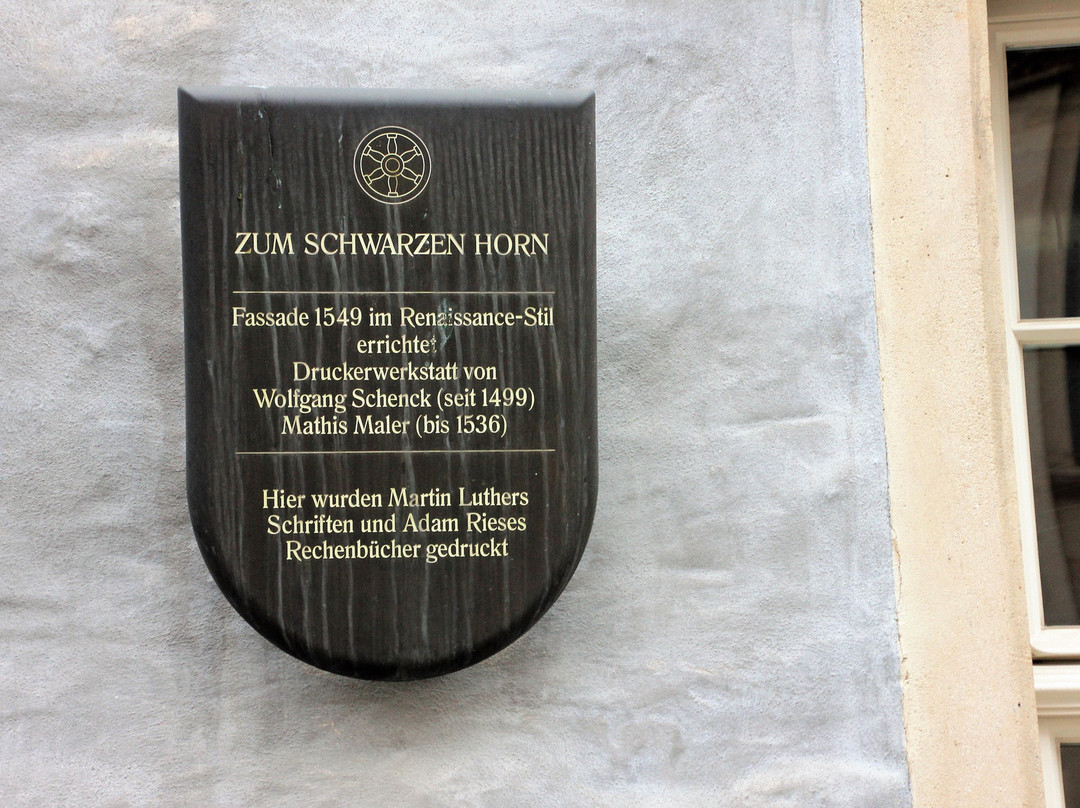 ZUM SCHWARZEN HORN
Fassade 1549 im Renaissance-Stil
errichtet
Druckerwerkstatt von
Wolfgang Schenck (seit 1499)
Mathis Maler (bis 1536)
Hier wurden Martin Luthers
Schriften und Adam Rieses
Rechenbücher gedruckt